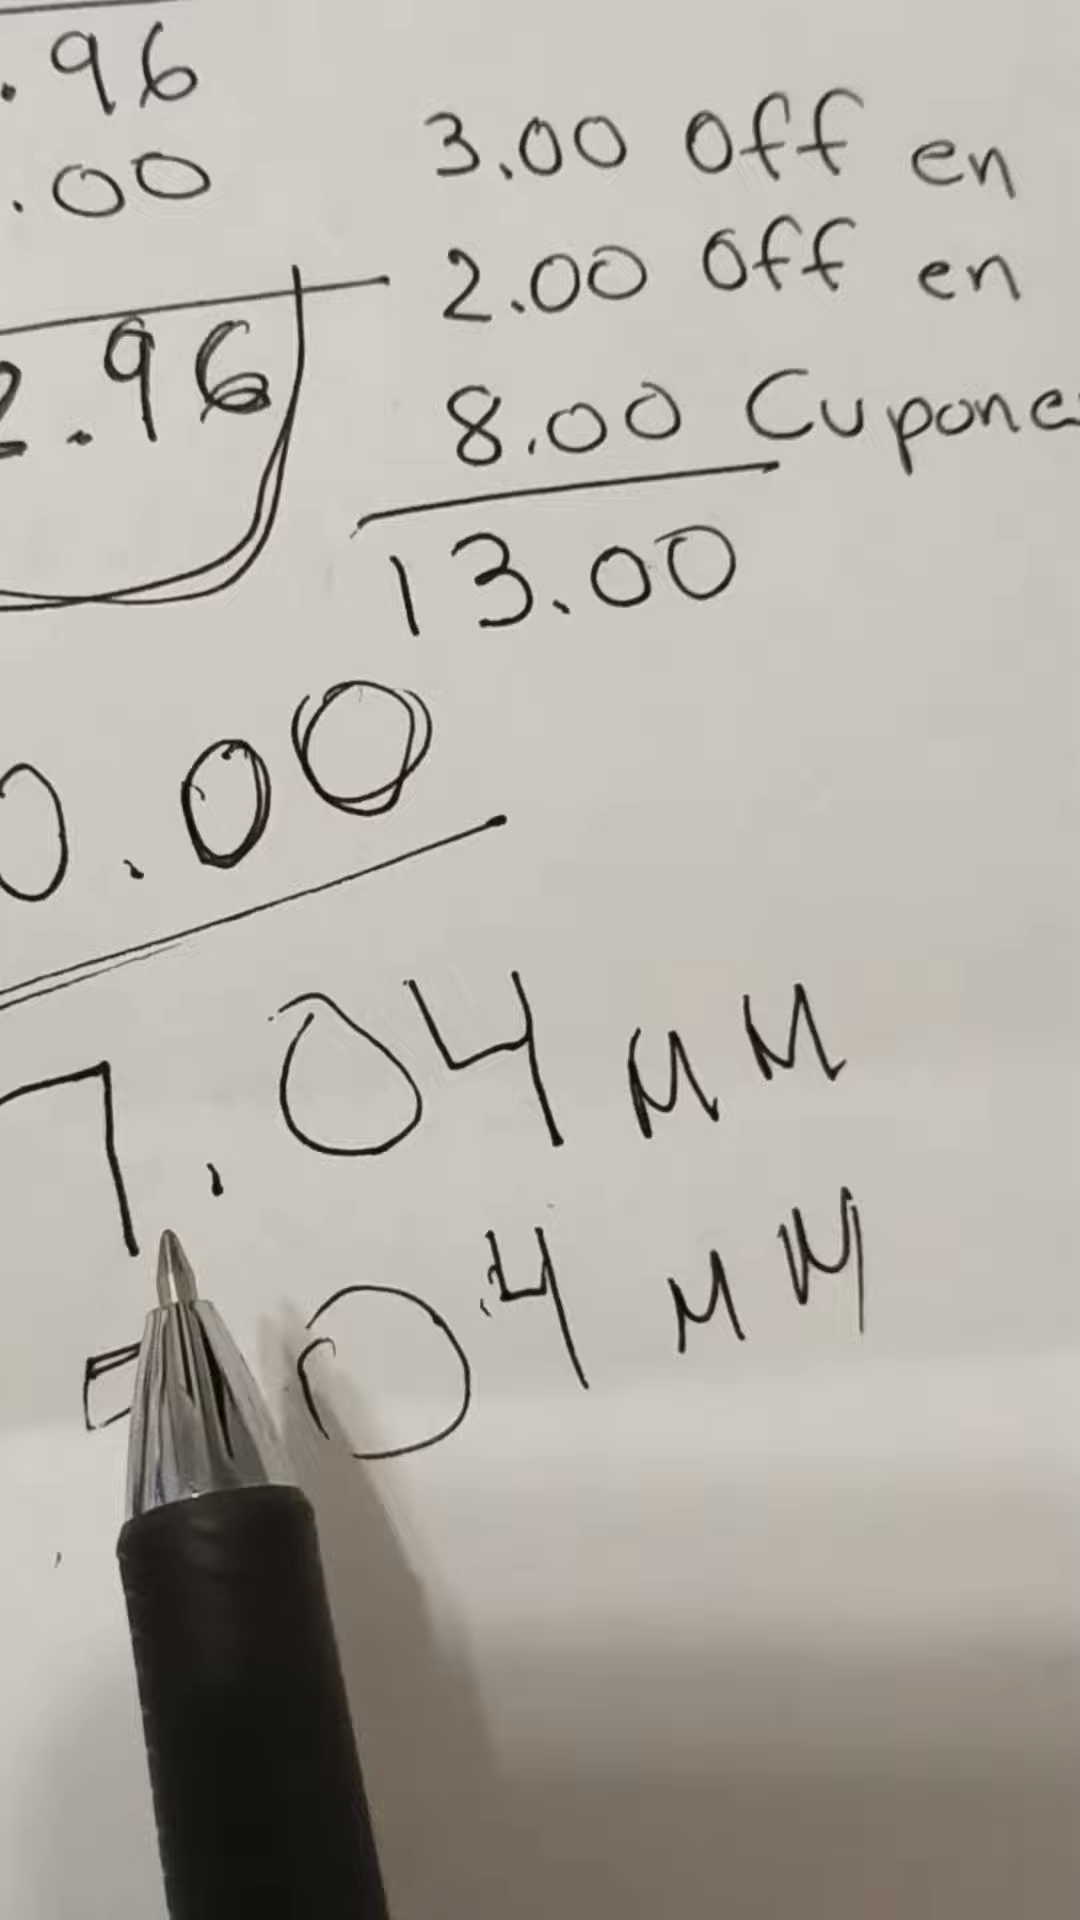 .96
.00
3.00 Off en
2.00 Off en
2.96
8.00 Cupone
13.00
0.00
7.04 MM
04 MM